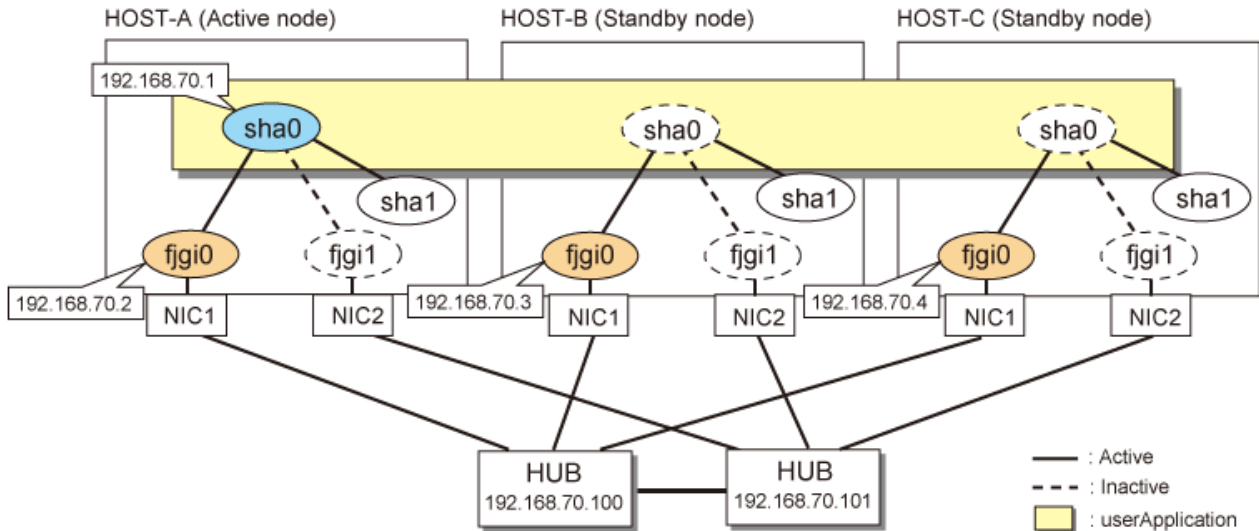 HOST-A (Active node)
HOST-B (Standby node)
HOST-C (Standby node)
192.168.70.1
sha0
sha0
sha0
sha1
sha1
sha1
fjgi0
fjgi1
fjgi0
fjgi1
fjgi0
fjgi1
192.168.70.2
192.168.70.3
192.168.70.4
NIC1
NIC2
NIC1
NIC2
NIC1
NIC2
HUB
192.168.70.100
HUB
192.168.70.101
: Active
: Inactive
: userApplication